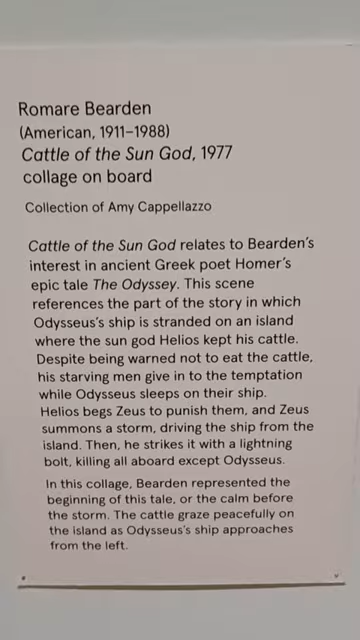 Romare Bearden
(American, 1911–1988)
Cattle of the Sun God, 1977
collage on board
Collection of Amy Cappellazzo
Cattle of the Sun God relates to Bearden's
interest in ancient Greek poet Homer's
epic tale The Odyssey. This scene
references the part of the story in which
Odysseus's ship is stranded on an island
where the sun god Helios kept his cattle.
Despite being warned not to eat the cattle,
his starving men give in to the temptation
while Odysseus sleeps on their ship.
Helios begs Zeus to punish them, and Zeus
summons a storm, driving the ship from the
island. Then, he strikes it with a lightning
bolt, killing all aboard except Odysseus.
In this collage, Bearden represented the
beginning of this tale, or the calm before
the storm. The cattle graze peacefully on
the island as Odysseus's ship approaches
from the left.